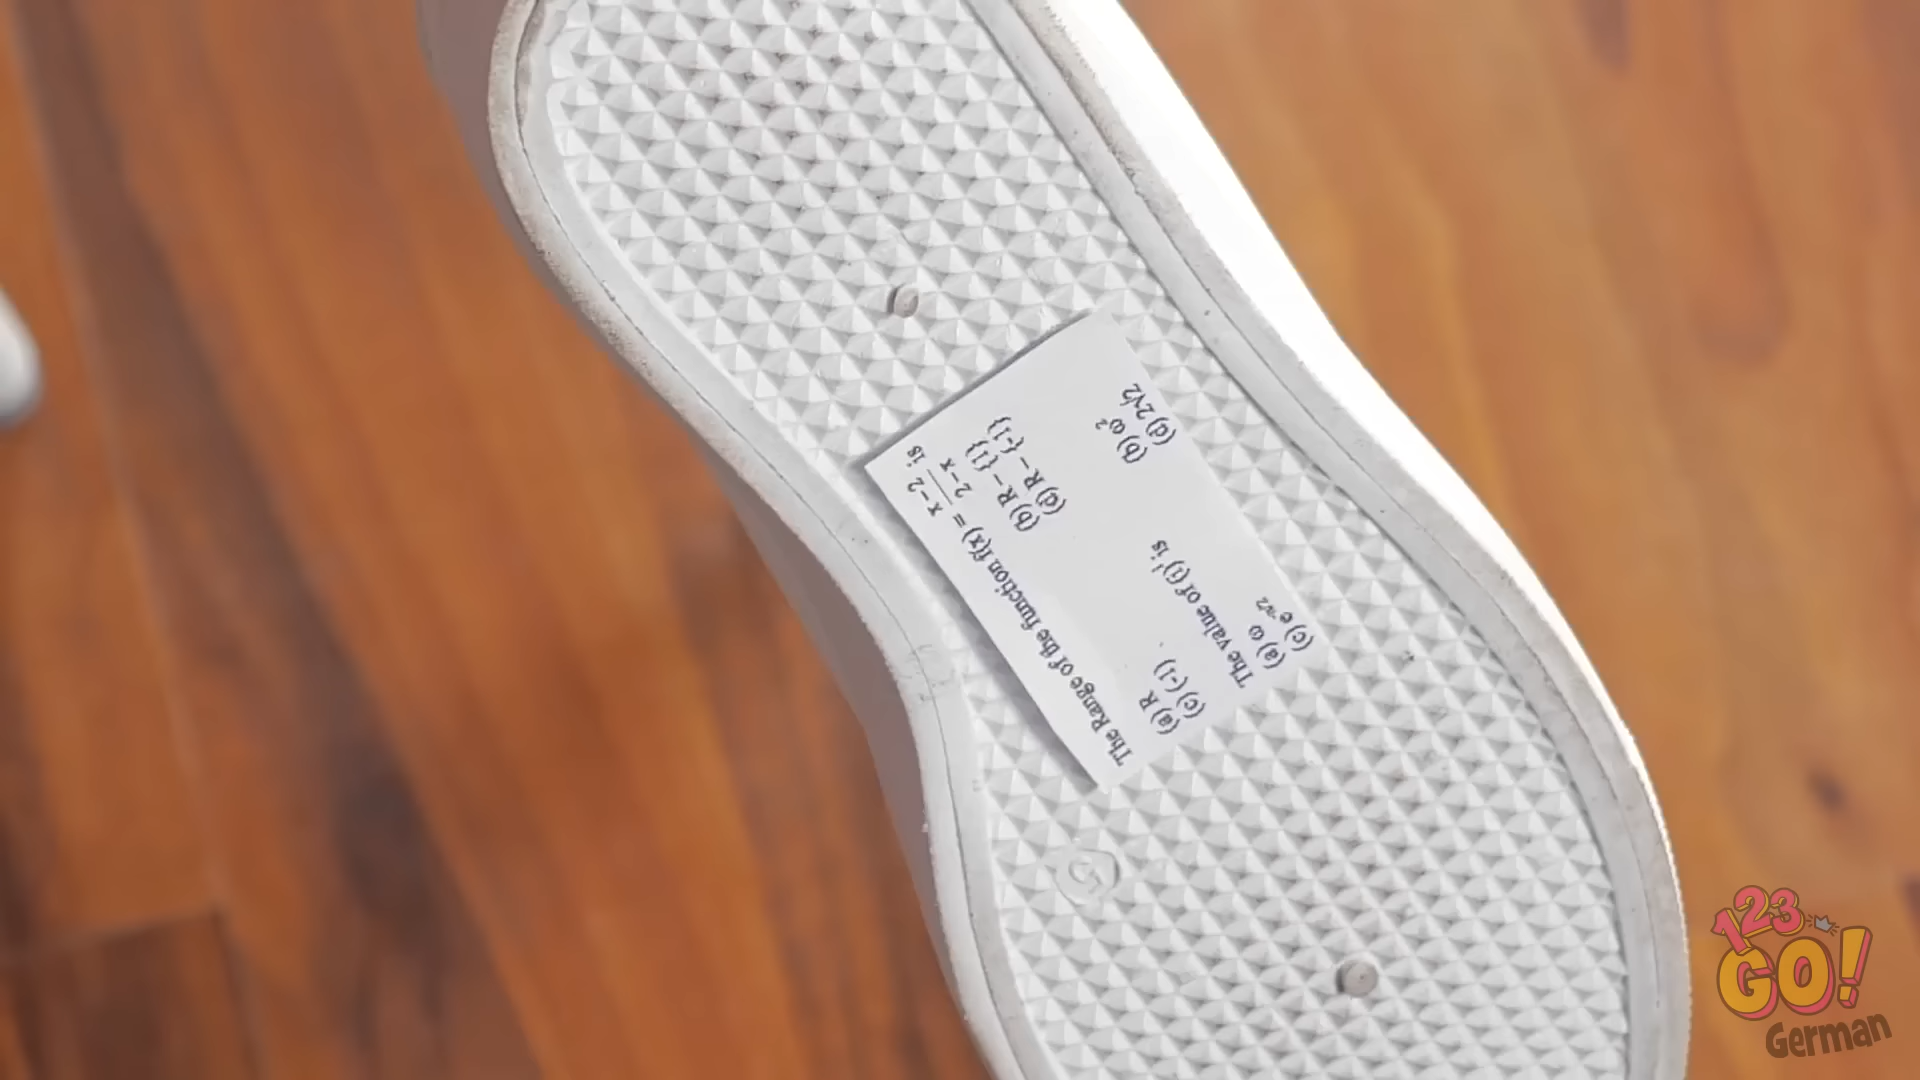 The Range of the function f(x) = x−2 / 2−x is
(a) R (b) R − {1}
(c) (-1) (d) R − {-1}
The value of (i)^i is
(a) ω (b) ω²
(c) e^-π/2 (d) 2√2
5
123 GO!
German